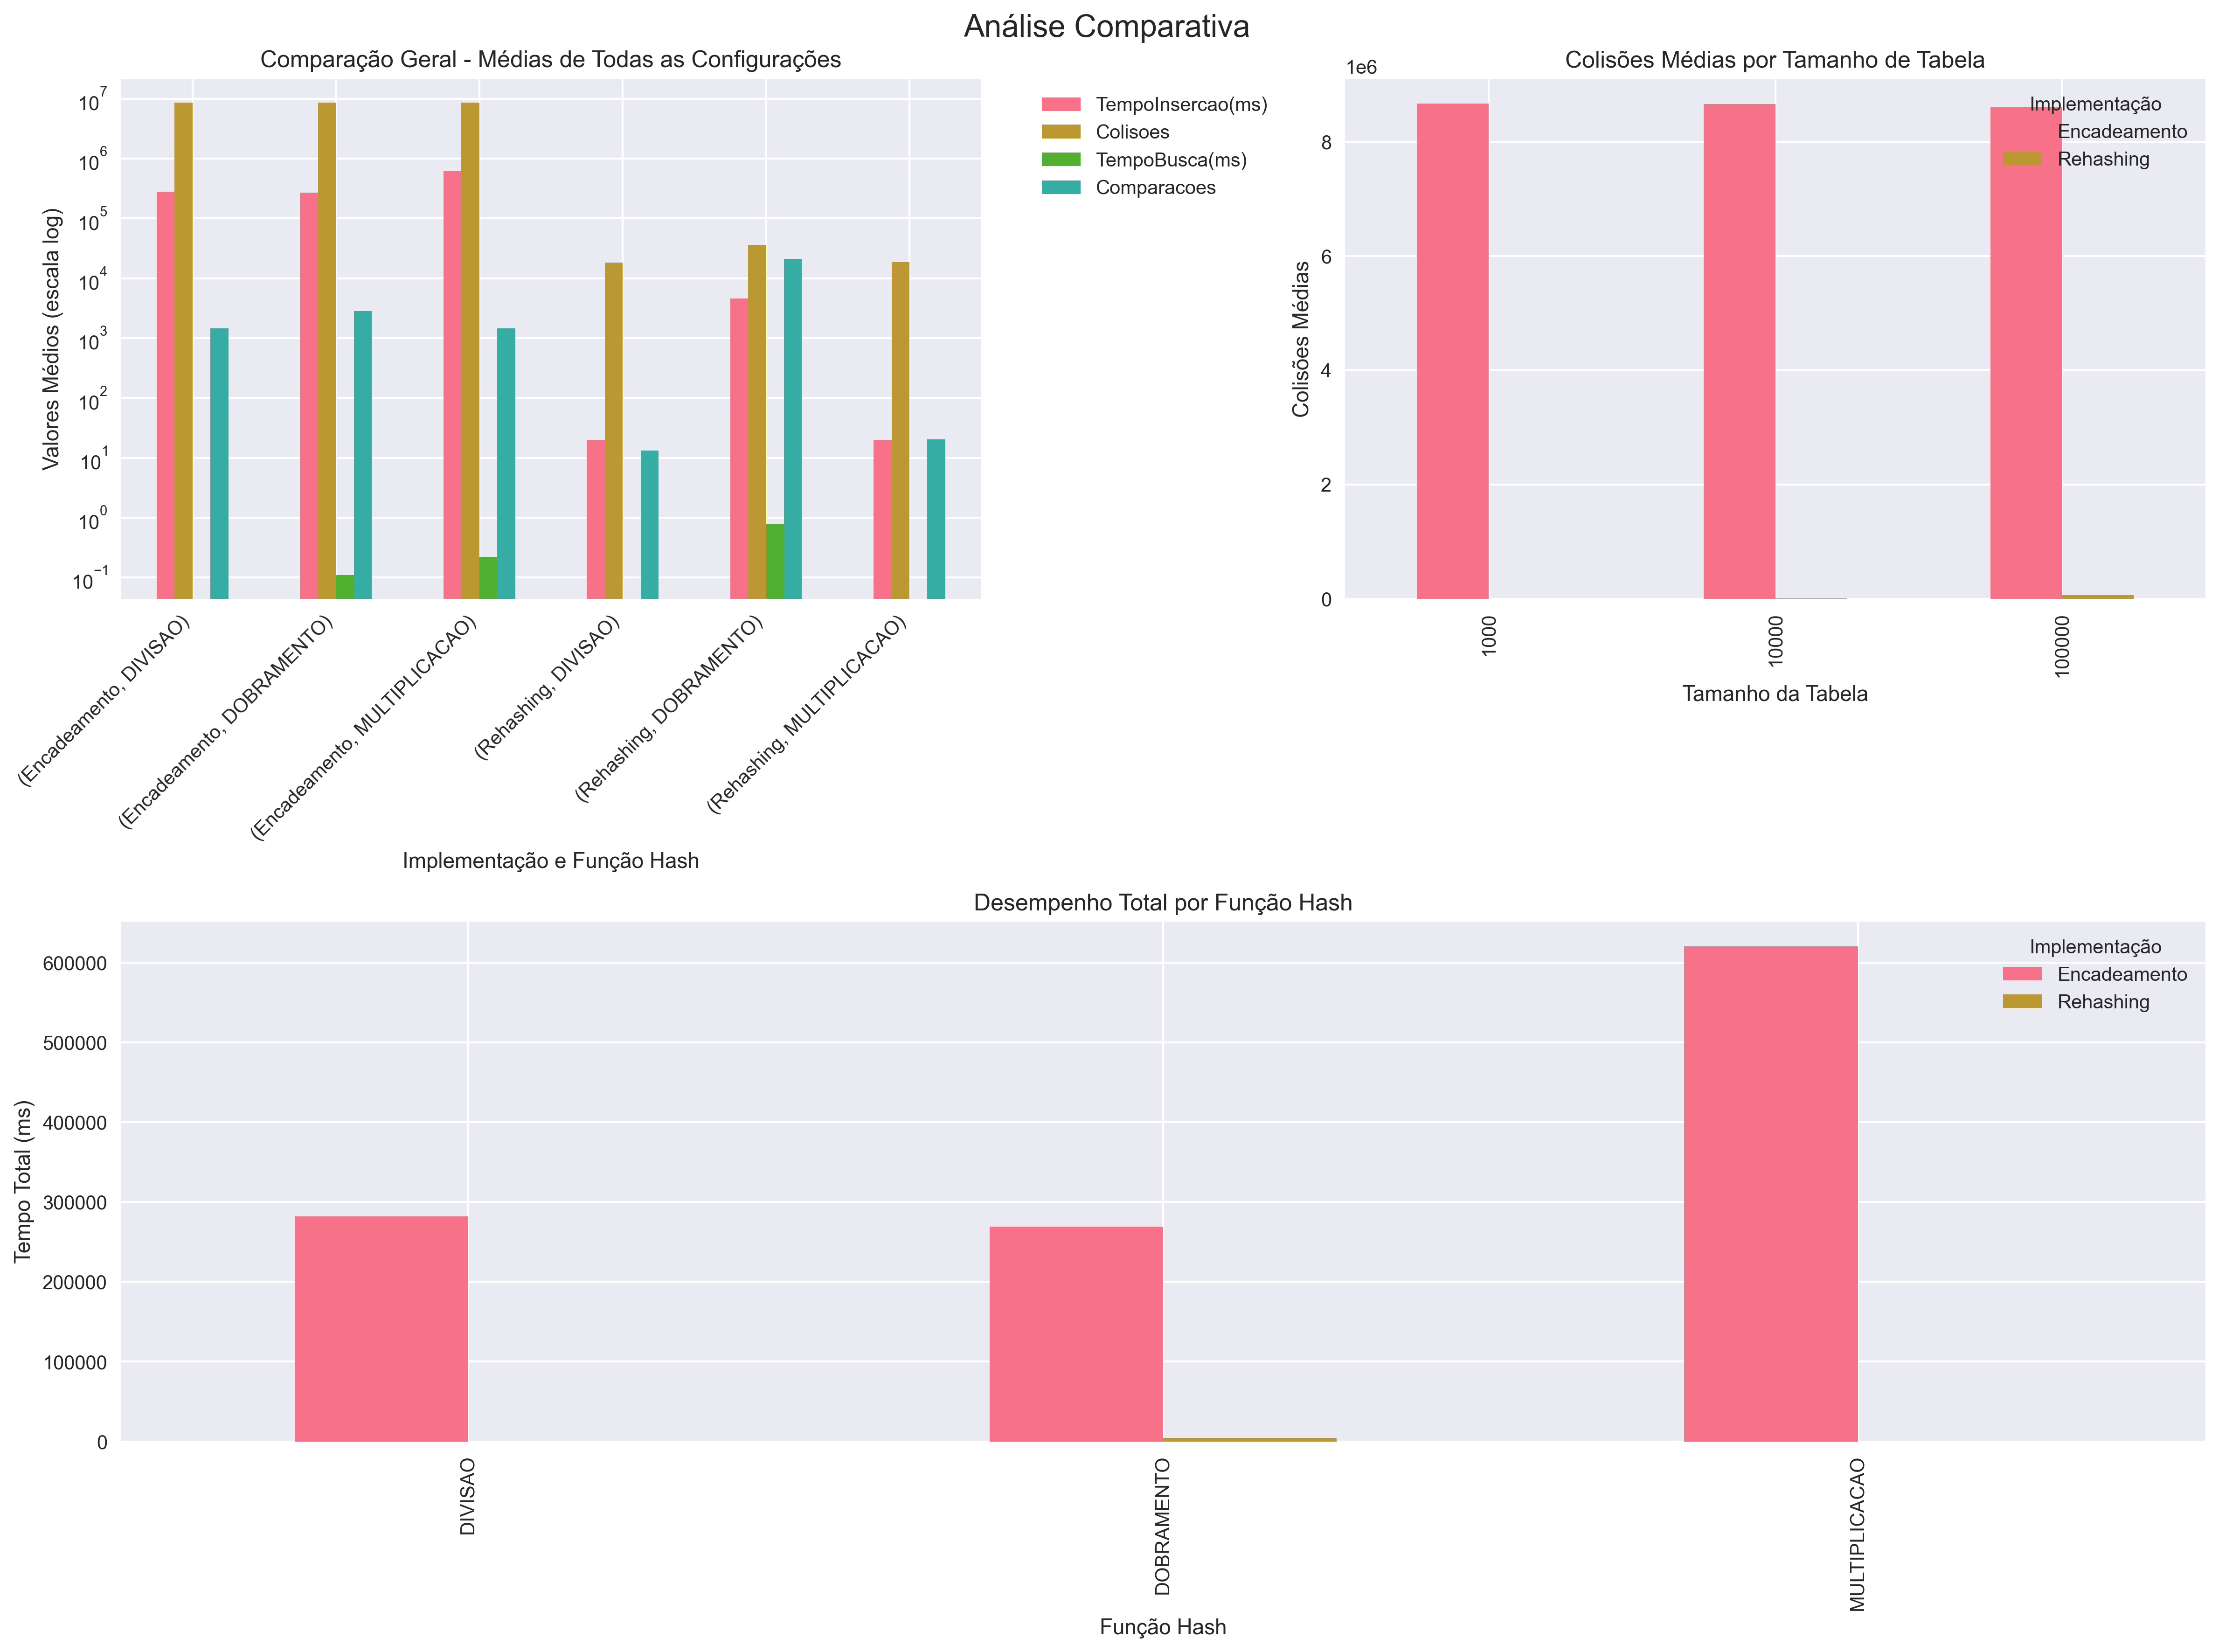 Análise Comparativa
Comparação Geral - Médias de Todas as Configurações
Valores Médios (escala log)
10^7
10^6
10^5
10^4
10^3
10^2
10^1
10^0
10^−1
(Encadeamento, DIVISAO)
(Encadeamento, DOBRAMENTO)
(Encadeamento, MULTIPLICACAO)
(Rehashing, DIVISAO)
(Rehashing, DOBRAMENTO)
(Rehashing, MULTIPLICACAO)
Implementação e Função Hash
TempoInsercao(ms)
Colisoes
TempoBusca(ms)
Comparacoes
Colisões Médias por Tamanho de Tabela
1e6
Colisões Médias
8
6
4
2
0
1000
10000
100000
Tamanho da Tabela
Implementação
Encadeamento
Rehashing
Desempenho Total por Função Hash
Tempo Total (ms)
600000
500000
400000
300000
200000
100000
0
DIVISAO
DOBRAMENTO
MULTIPLICACAO
Função Hash
Implementação
Encadeamento
Rehashing